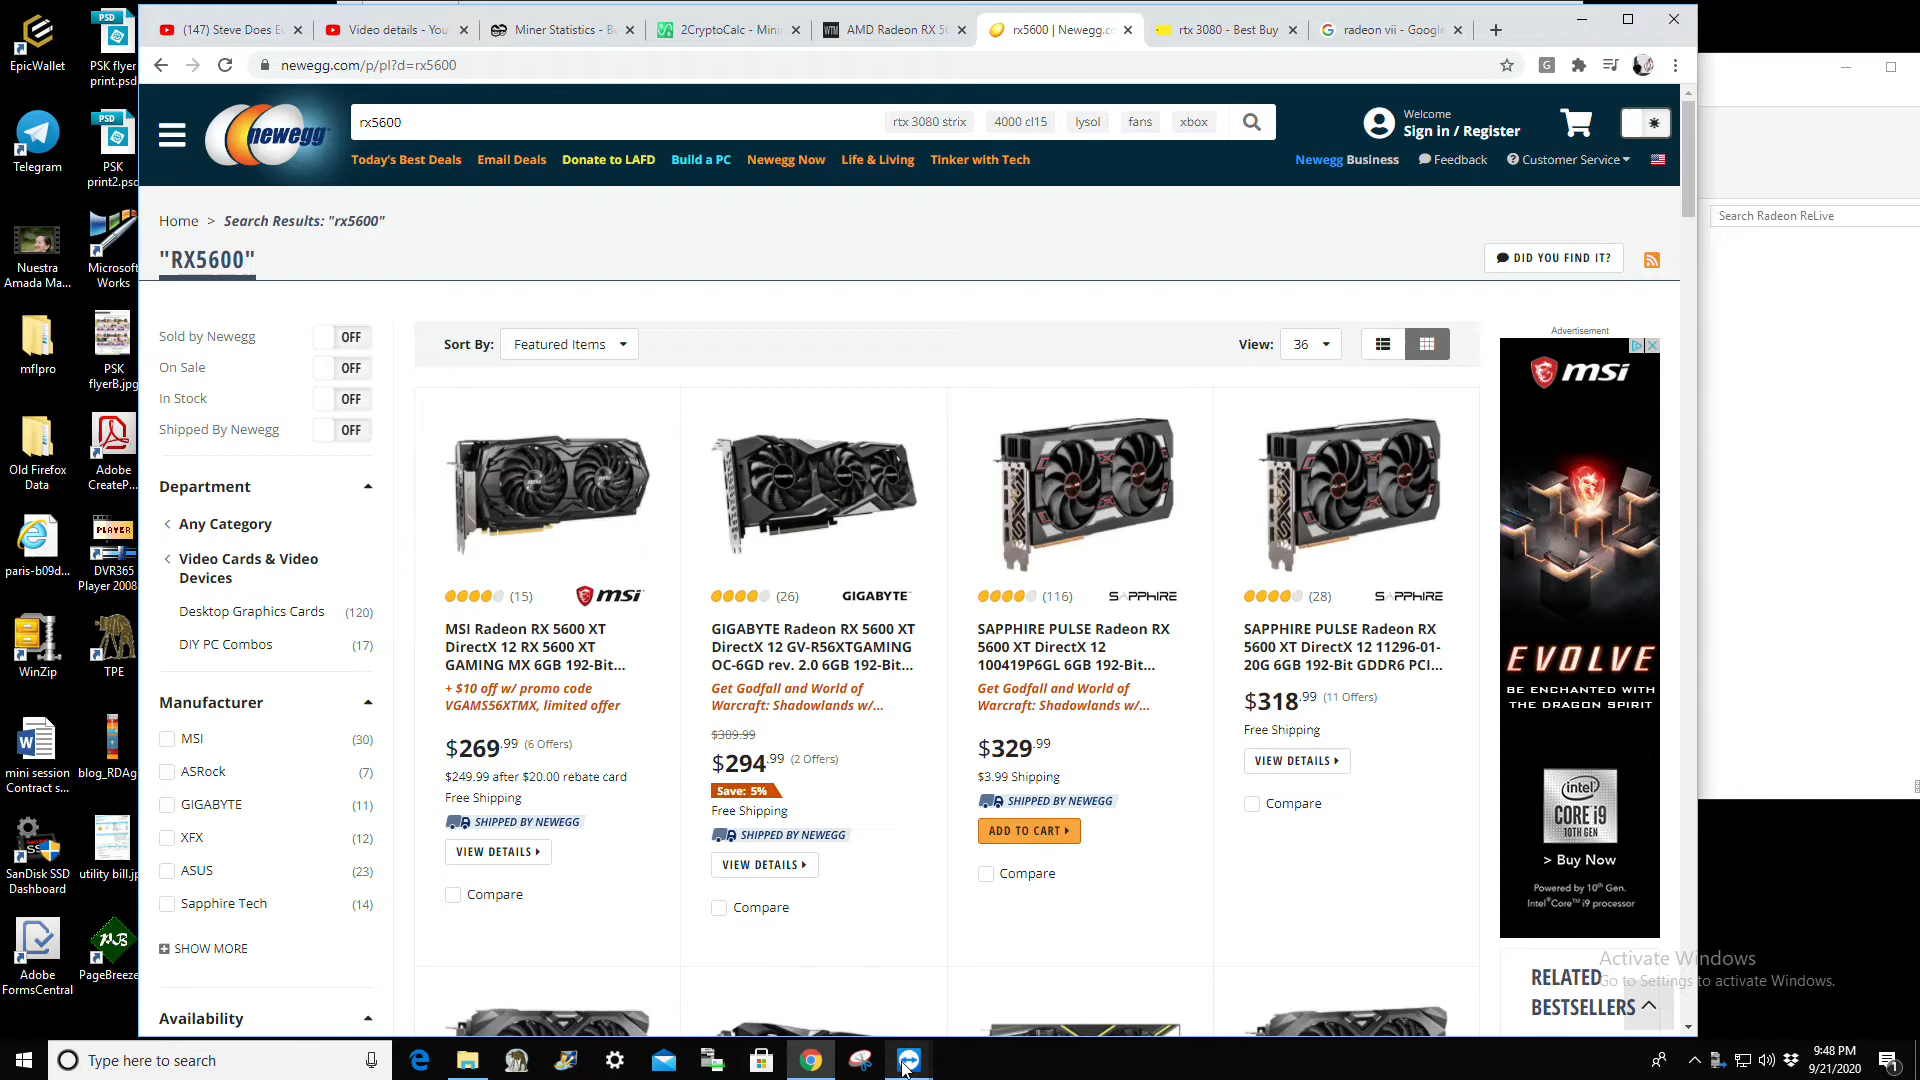 EpicWallet
PSK flyer
print.psd
Telegram
PSK
print2.psd
Nuestra
Amada Ma...
Microsoft
Works
mflpro
PSK
flyerB.jpg
Old Firefox
Data
Adobe
CreateP...
paris-b09d...
DVR365
Player 2008
WinZip
TPE
mini session
Contract s...
blog_RDAg
SanDisk SSD
Dashboard
utility bill.jp
Adobe
FormsCentral
PageBreeze
(147) Steve Does E
Video details - You
Miner Statistics - B
2CryptoCalc - Mini
AMD Radeon RX 5
rx5600 | Newegg.co
rtx 3080 - Best Buy
radeon vii - Google
newegg.com/p/pl?d=rx5600
newegg
rx5600
rtx 3080 strix
4000 cl15
lysol
fans
xbox
Welcome
Sign in / Register
Today's Best Deals
Email Deals
Donate to LAFD
Build a PC
Newegg Now
Life & Living
Tinker with Tech
Newegg Business
Feedback
Customer Service
Search Radeon ReLive
Home > Search Results: "rx5600"
"RX5600"
DID YOU FIND IT?
Sold by Newegg OFF
On Sale OFF
In Stock OFF
Shipped By Newegg OFF
Department
< Any Category
< Video Cards & Video
Devices
Desktop Graphics Cards (120)
DIY PC Combos (17)
Manufacturer
MSI (30)
ASRock (7)
GIGABYTE (11)
XFX (12)
ASUS (23)
Sapphire Tech (14)
SHOW MORE
Availability
Sort By: Featured Items
View: 36
(15) msi
MSI Radeon RX 5600 XT
DirectX 12 RX 5600 XT
GAMING MX 6GB 192-Bit...
+ $10 off w/ promo code
VGAMS56XTMX, limited offer
$269.99 (6 Offers)
$249.99 after $20.00 rebate card
Free Shipping
SHIPPED BY NEWEGG
VIEW DETAILS
Compare
(26) GIGABYTE™
GIGABYTE Radeon RX 5600 XT
DirectX 12 GV-R56XTGAMING
OC-6GD rev. 2.0 6GB 192-Bit...
Get Godfall and World of
Warcraft: Shadowlands w/...
$309.99
$294.99 (2 Offers)
Save: 5%
Free Shipping
SHIPPED BY NEWEGG
VIEW DETAILS
Compare
(116) SAPPHIRE
SAPPHIRE PULSE Radeon RX
5600 XT DirectX 12
100419P6GL 6GB 192-Bit...
Get Godfall and World of
Warcraft: Shadowlands w/...
$329.99
$3.99 Shipping
SHIPPED BY NEWEGG
ADD TO CART
Compare
(28) SAPPHIRE
SAPPHIRE PULSE Radeon RX
5600 XT DirectX 12 11296-01-
20G 6GB 192-Bit GDDR6 PCI...
$318.99 (11 Offers)
Free Shipping
VIEW DETAILS
Compare
Advertisement
msi
EVOLVE
BE ENCHANTED WITH
THE DRAGON SPIRIT
intel
CORE i9
10TH GEN
> Buy Now
Powered by 10th Gen.
Intel® Core™ i9 processor
RELATED
BESTSELLERS
Activate Windows
Go to Settings to activate Windows.
Type here to search
9:48 PM
9/21/2020
1